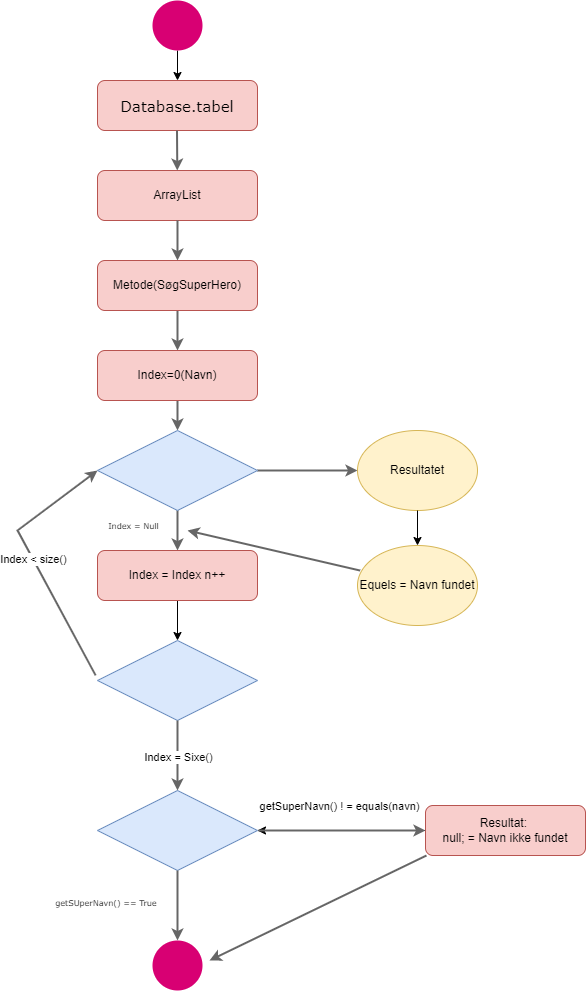 Database.tabel
ArrayList
Metode(SøgSuperHero)
Index=0(Navn)
Resultatet
Index = Null
Index < size()
Index = Index n++
Equels = Navn fundet
Index = Sixe()
getSuperNavn() ! = equals(navn)
Resultat:
null; = Navn ikke fundet
getSUperNavn() == True